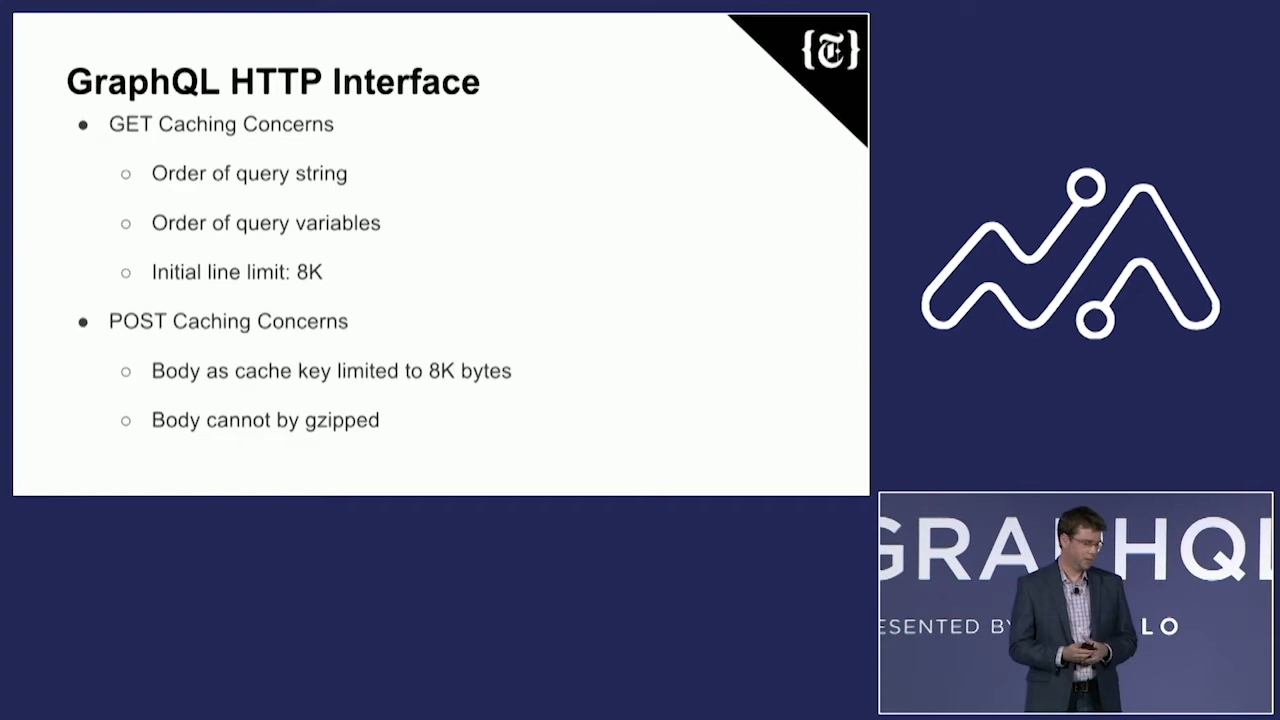 GraphQL HTTP Interface
● GET Caching Concerns
○ Order of query string
○ Order of query variables
○ Initial line limit: 8K
● POST Caching Concerns
○ Body as cache key limited to 8K bytes
○ Body cannot by gzipped
{T}
GRAPHQL
ESENTED BY LO